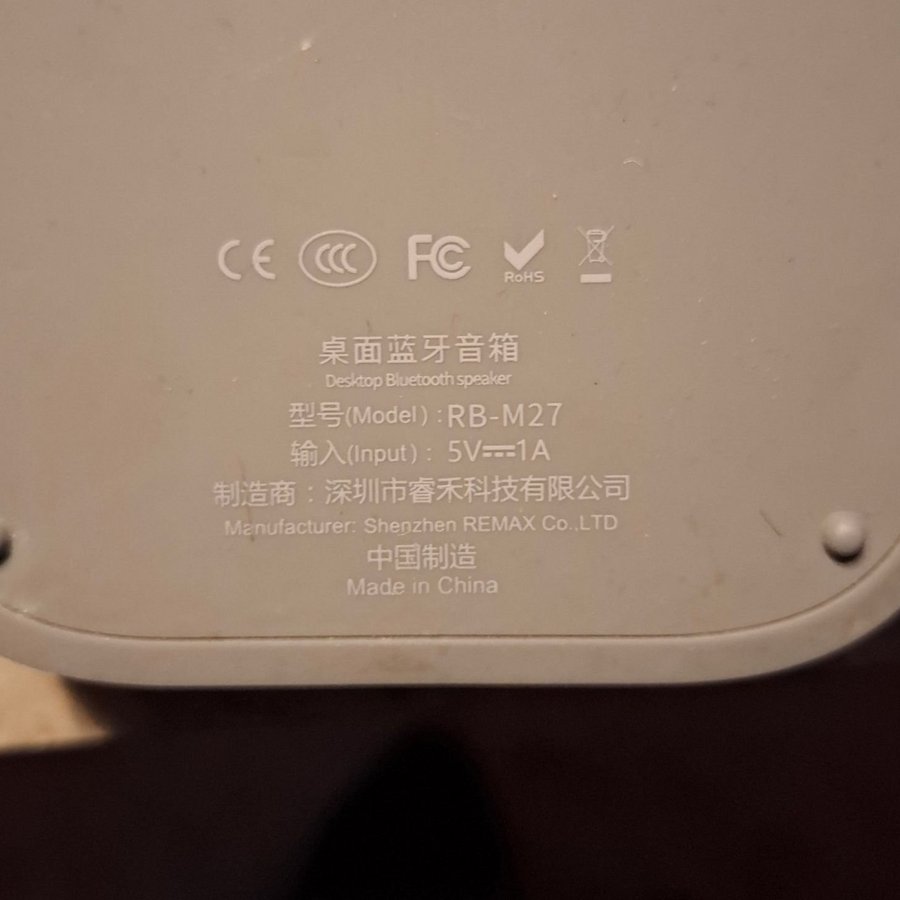 CE CCC FC RoHS
桌面蓝牙音箱
Desktop Bluetooth speaker
型号(Model) : RB-M27
输入(Input) : 5V⎓1A
制造商：深圳市睿禾科技有限公司
Manufacturer: Shenzhen REMAX Co.,LTD
中国制造
Made in China